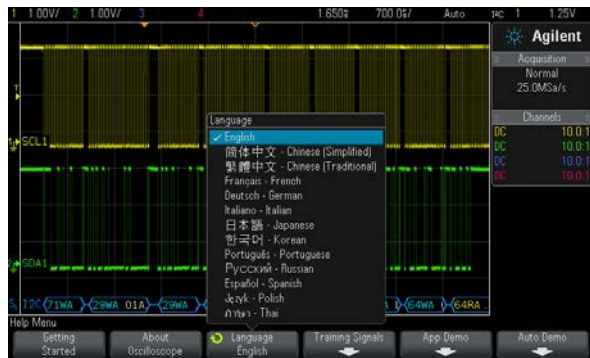 1 1.00V/ 2 1.00V/ 3 4 1.650s 700.0s/ Auto I²C 1 1.25V
Agilent
Acquisition
Normal
25.0MSa/s
Channels
DC 10.0:1
DC 10.0:1
DC 10.0:1
DC 10.0:1
SCL1
SDA1
Language
English
简体中文 - Chinese (Simplified)
繁體中文 - Chinese (Traditional)
Français - French
Deutsch - German
Italiano - Italian
日本語 - Japanese
한국어 - Korean
Português - Portuguese
Русский - Russian
Español - Spanish
Język - Polish
ภาษา - Thai
S1 I2C 71WA 29WA 01A 29WA 64WA 64RA
Help Menu
Getting Started
About Oscilloscope
Language English
Training Signals
App Demo
Auto Demo